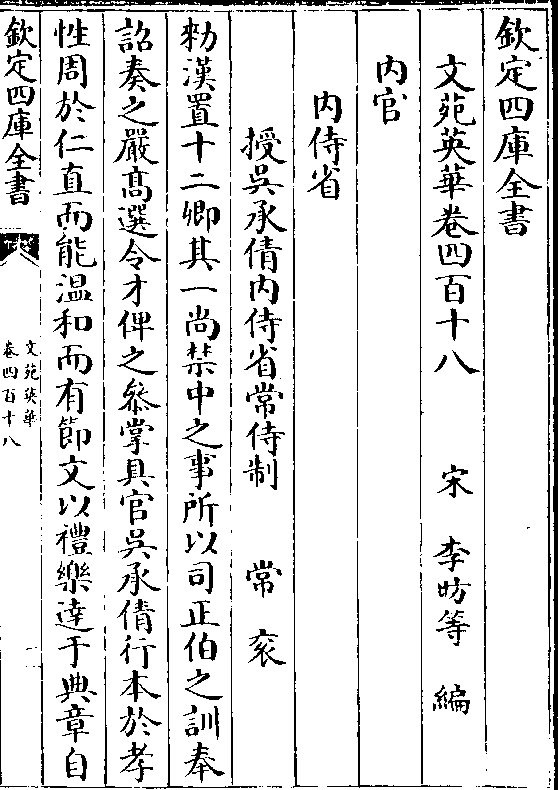 欽定四庫全書
文苑英華卷四百十八 宋 李昉等 編
内官
内侍省
授吳承倩内侍省常侍制 常袞
勑漢置十二卿其一尚禁中之事所以司正伯之訓奉
詔奏之嚴髙選令才俾之叅掌具官吳承倩行本於孝
性周於仁直而能温和而有節文以禮樂達于典章自
欽定四庫全書
文苑英華
卷四百十八
一